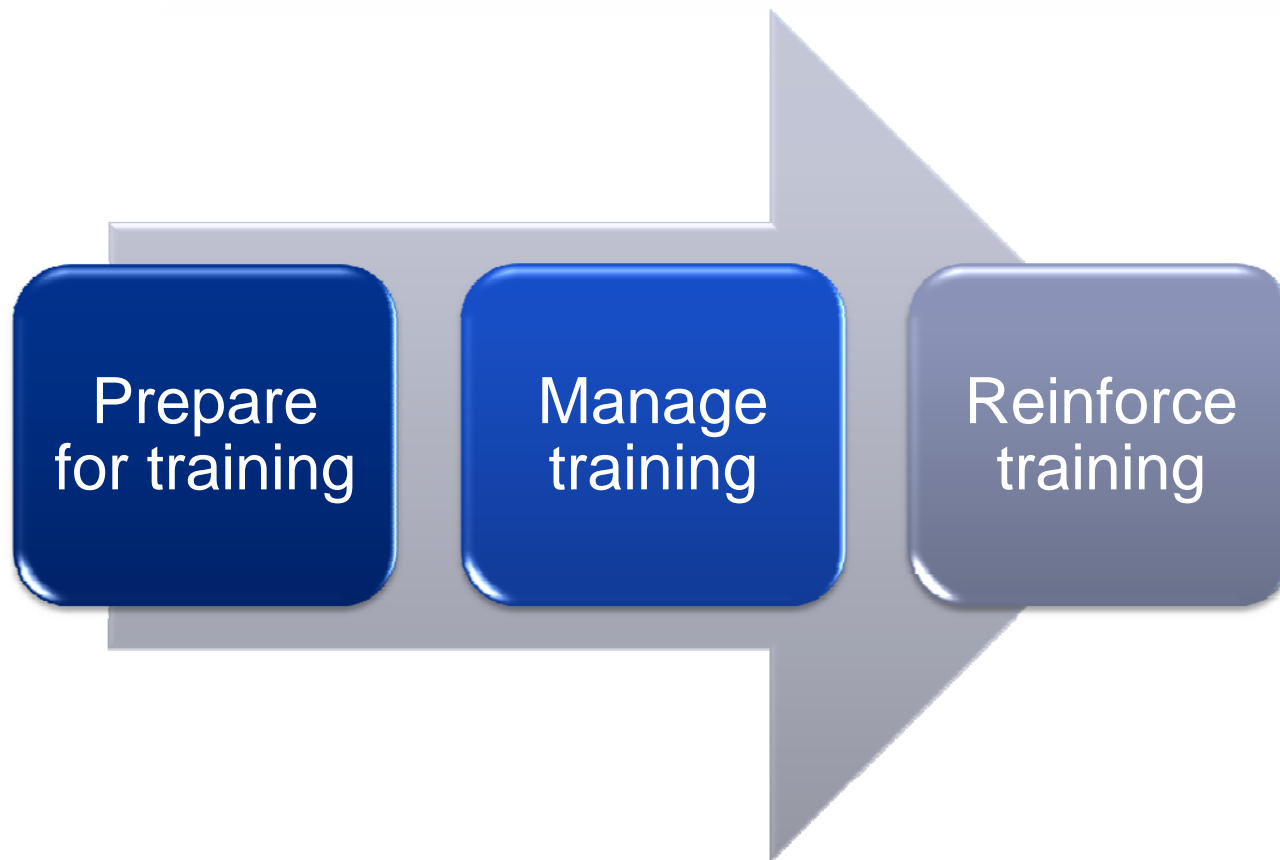 Prepare
for training
Manage
training
Reinforce
training